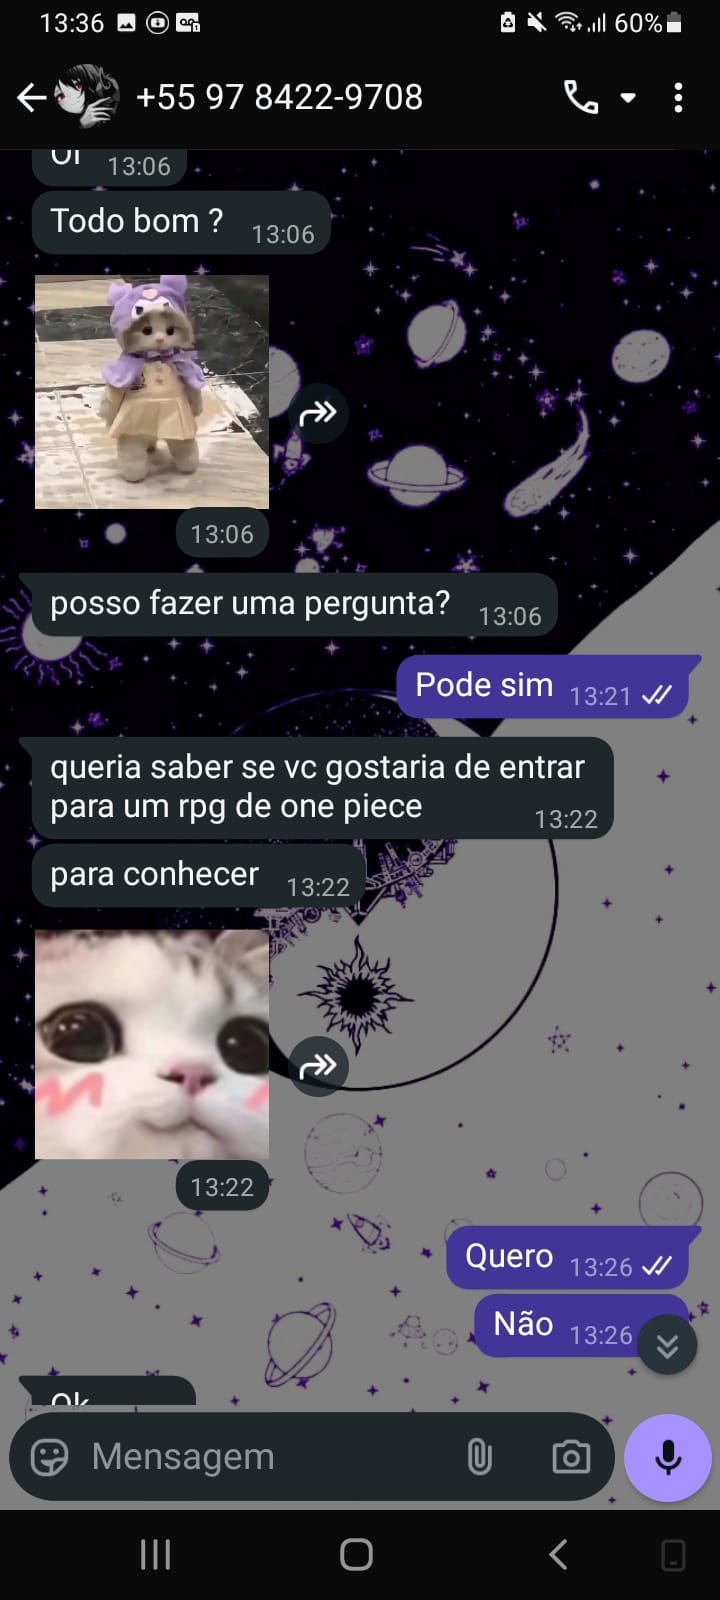 13:36
60%
+55 97 8422-9708
Oi 13:06
Todo bom ? 13:06
13:06
posso fazer uma pergunta? 13:06
Pode sim 13:21
queria saber se vc gostaria de entrar
para um rpg de one piece 13:22
para conhecer 13:22
13:22
Quero 13:26
Não 13:26
Ok
Mensagem